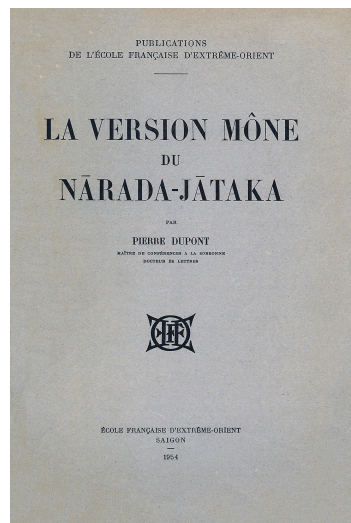 PUBLICATIONS
DE L'ÉCOLE FRANÇAISE D'EXTRÊME-ORIENT
LA VERSION MÔNE
DU
NĀRADA-JĀTAKA
PAR
PIERRE DUPONT
MAÎTRE DE CONFÉRENCES A LA SORBONNE
DOCTEUR ÈS LETTRES
ÉCOLE FRANÇAISE D'EXTRÊME-ORIENT
SAIGON
1954